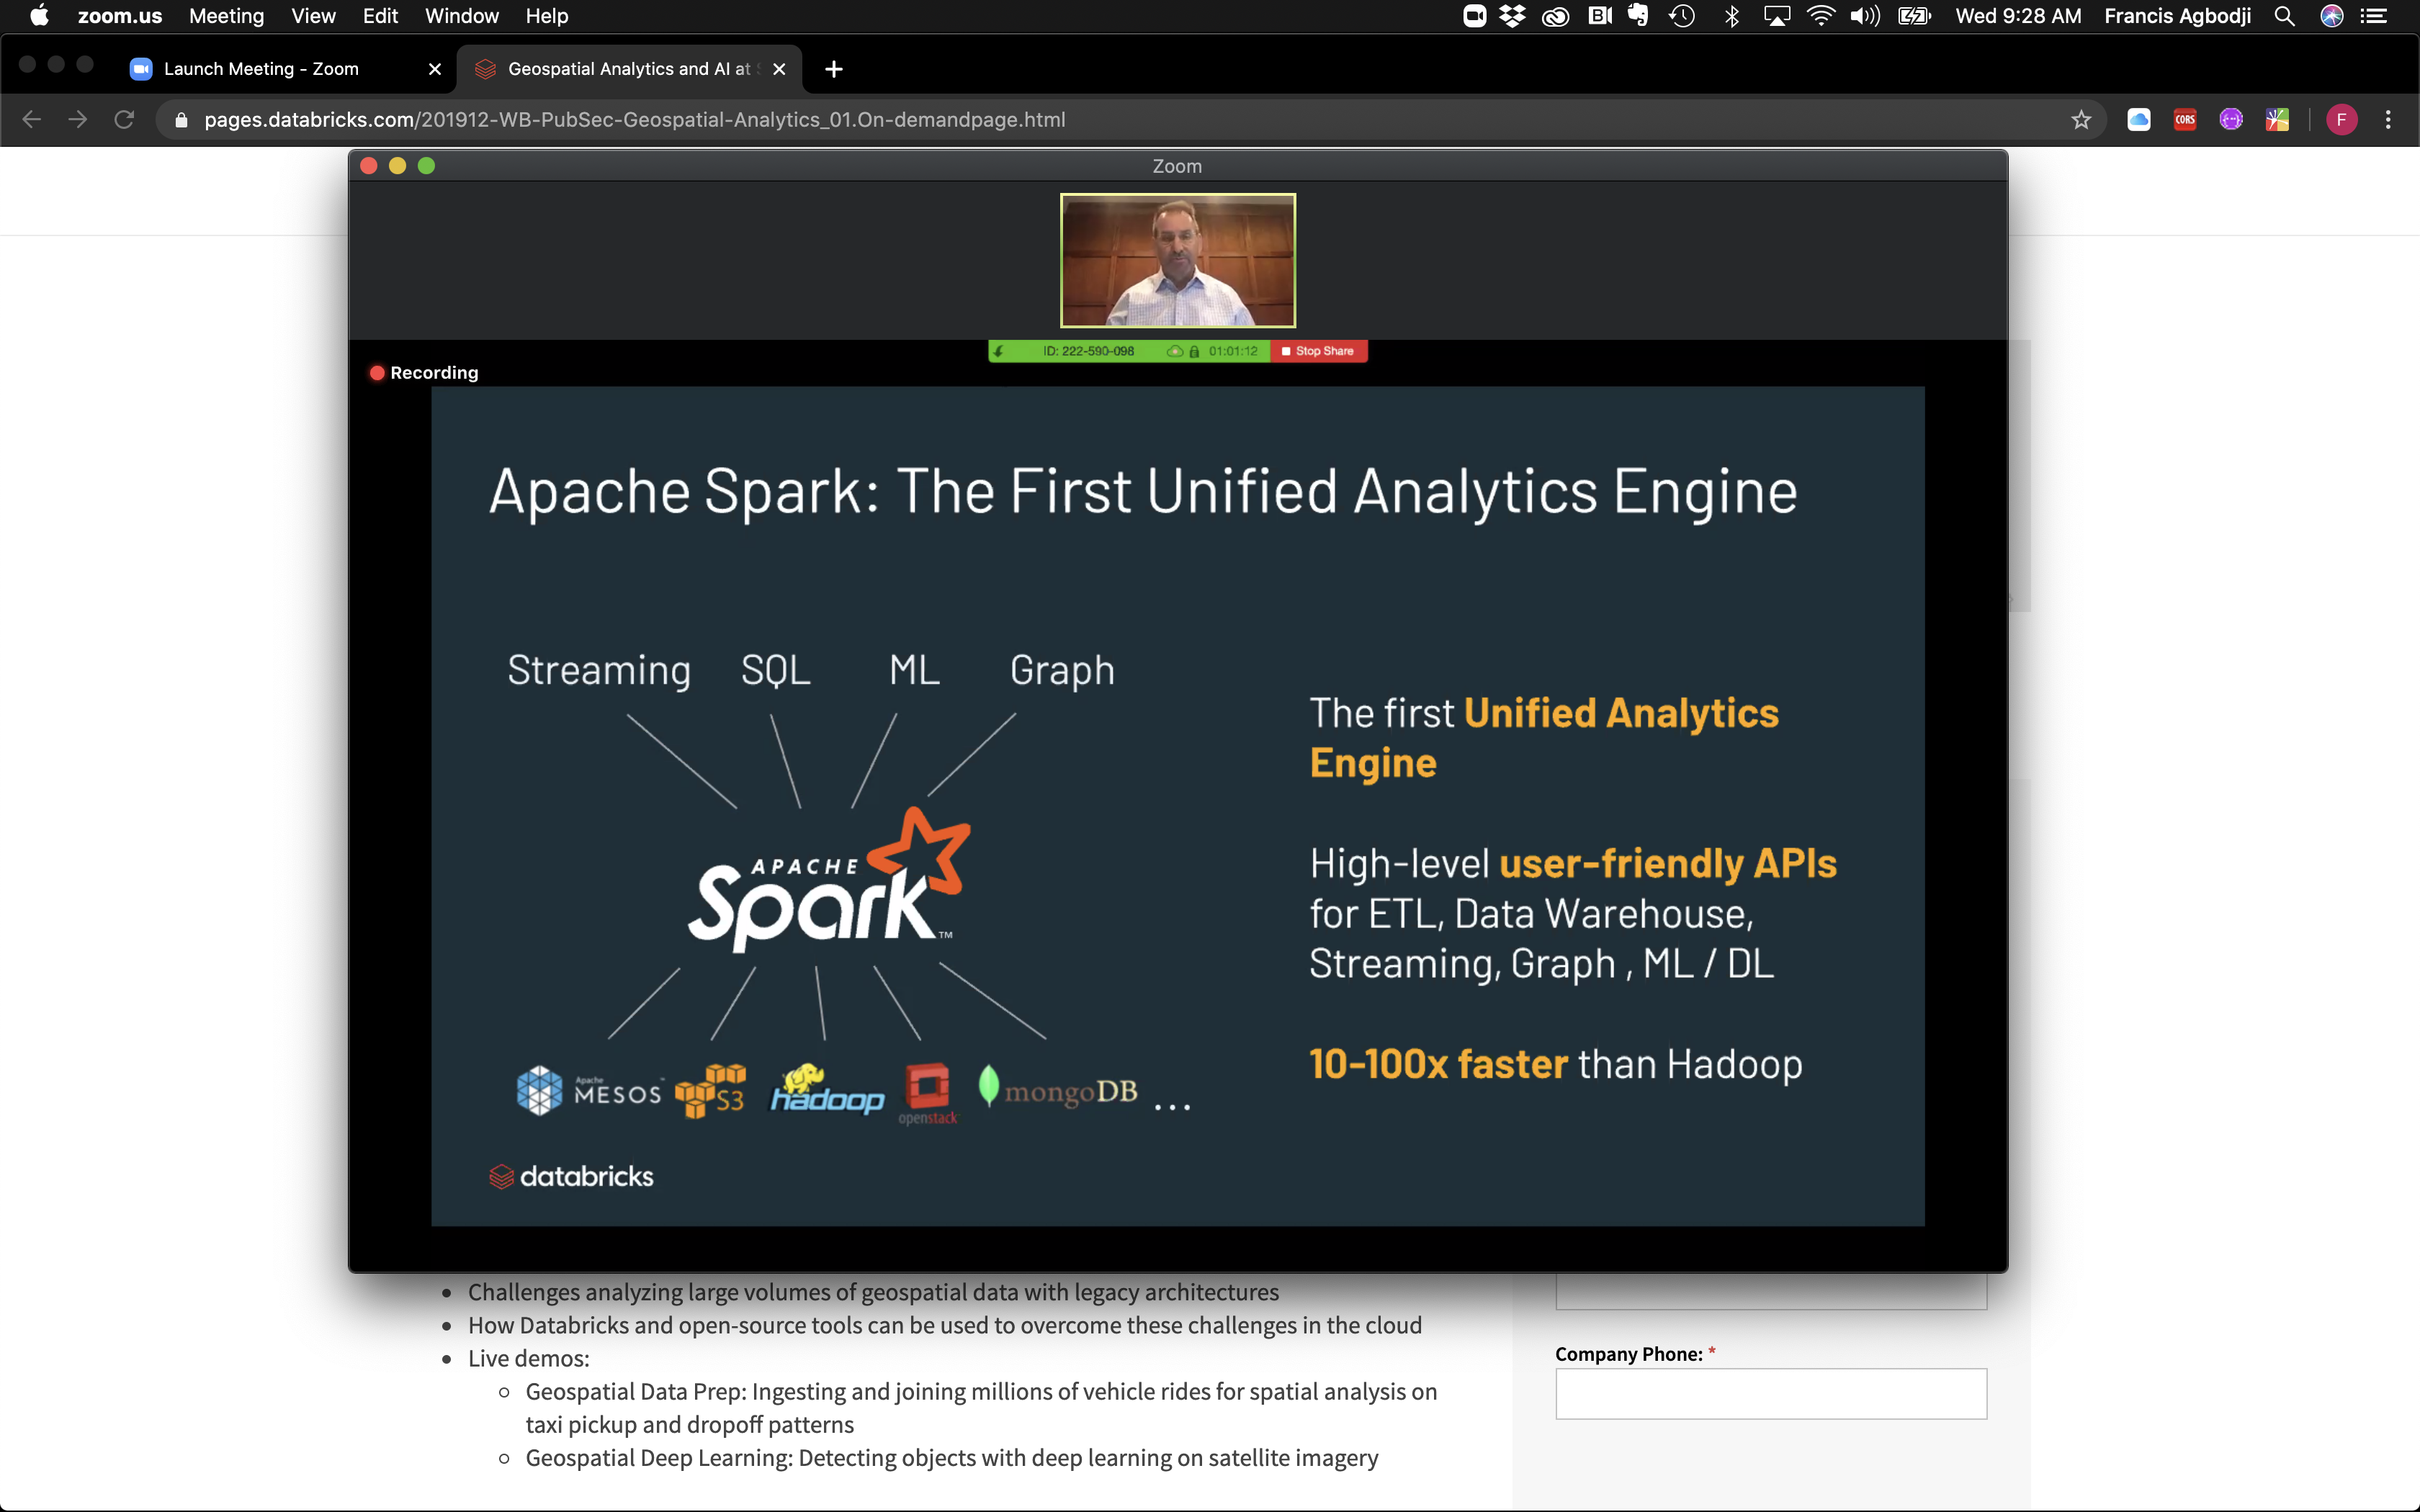 zoom.us Meeting View Edit Window Help Wed 9:28 AM Francis Agbodji
Launch Meeting - Zoom Geospatial Analytics and AI at
pages.databricks.com/201912-WB-PubSec-Geospatial-Analytics_01.On-demandpage.html CORS F
Zoom
ID: 222-590-098 01:01:12 Stop Share
Recording
Apache Spark: The First Unified Analytics Engine
Streaming SQL ML Graph
APACHE
Spark™
Apache
MESOS™ S3 hadoop openstack mongoDB ...
The first Unified Analytics
Engine
High-level user-friendly APIs
for ETL, Data Warehouse,
Streaming, Graph , ML / DL
10-100x faster than Hadoop
databricks
• Challenges analyzing large volumes of geospatial data with legacy architectures
• How Databricks and open-source tools can be used to overcome these challenges in the cloud
• Live demos:
○ Geospatial Data Prep: Ingesting and joining millions of vehicle rides for spatial analysis on
taxi pickup and dropoff patterns
○ Geospatial Deep Learning: Detecting objects with deep learning on satellite imagery
Company Phone: *